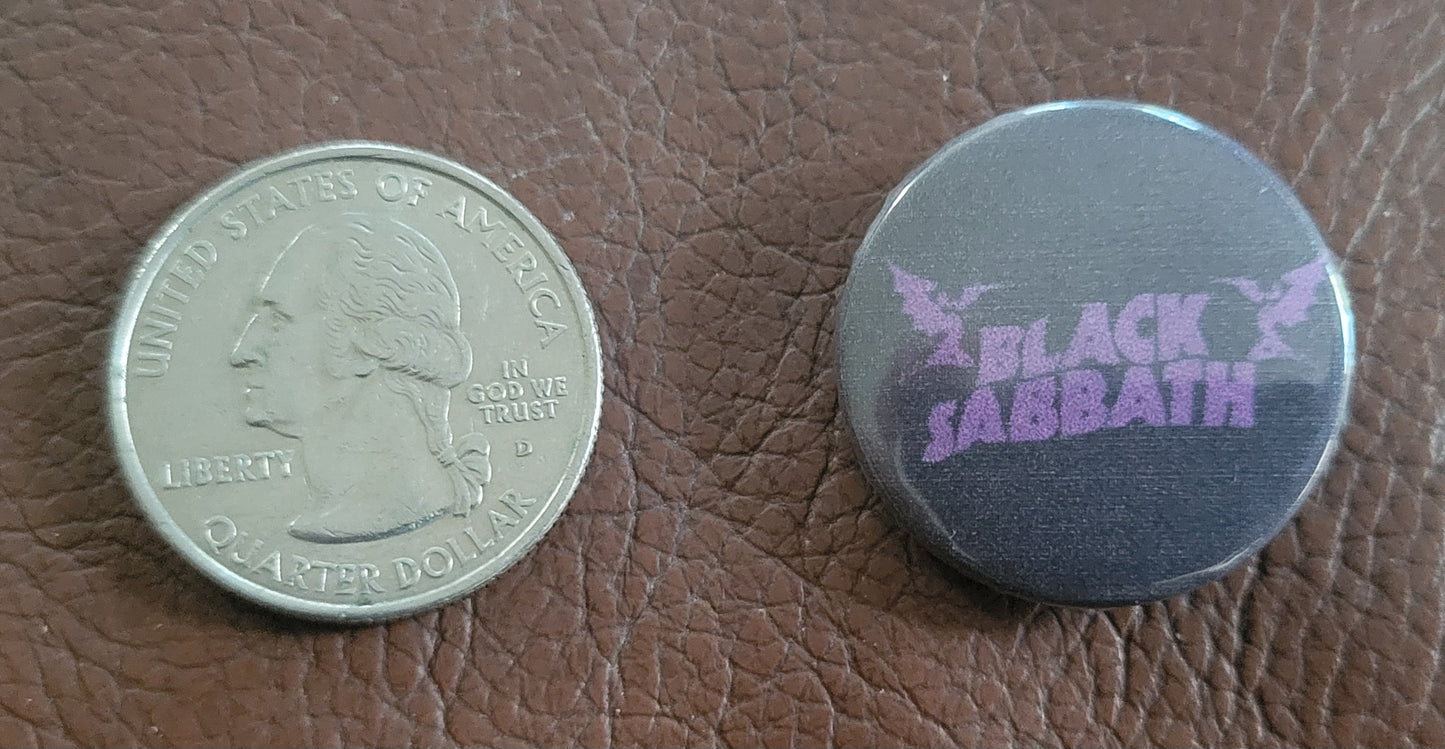 UNITED STATES OF AMERICA
IN
GOD WE
TRUST
D
LIBERTY
QUARTER DOLLAR
BLACK
SABBATH